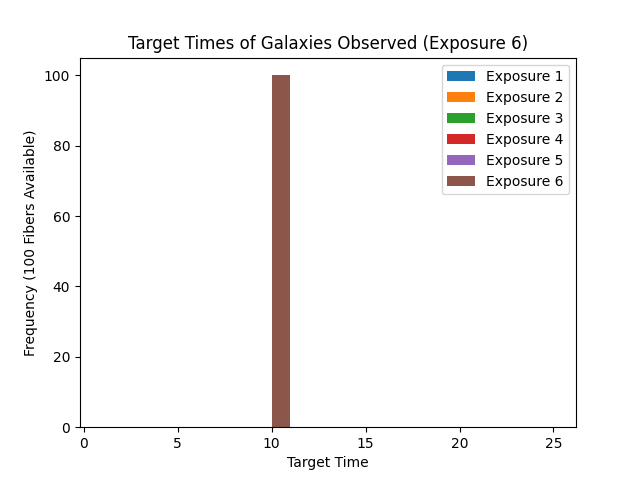 Target Times of Galaxies Observed (Exposure 6)
Frequency (100 Fibers Available)
100
80
60
40
20
0
Exposure 1
Exposure 2
Exposure 3
Exposure 4
Exposure 5
Exposure 6
0 5 10 15 20 25
Target Time